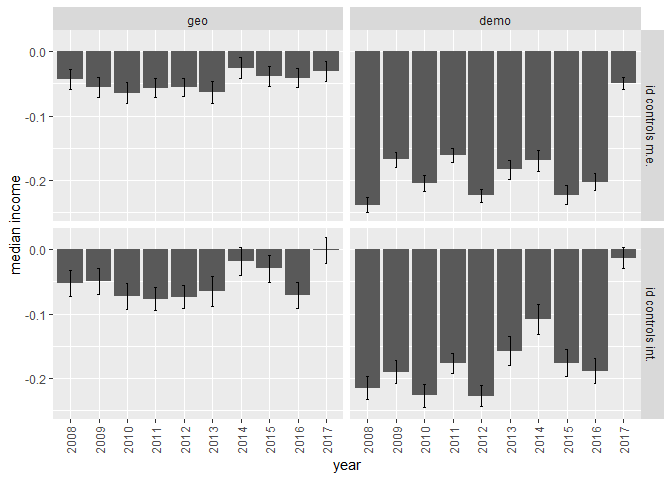 geo demo
0.0
-0.1
-0.2
id controls m.e.
median income
0.0
-0.1
-0.2
id controls int.
2008 2009 2010 2011 2012 2013 2014 2015 2016 2017 2008 2009 2010 2011 2012 2013 2014 2015 2016 2017
year